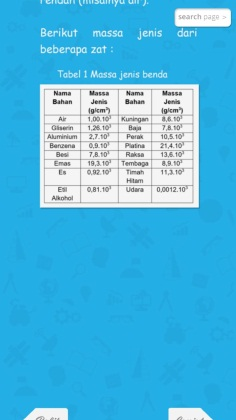 Rendah (misalnya air ).
search page »
Berikut massa jenis dari
beberapa zat :
Tabel 1 Massa jenis benda
Nama Bahan Massa Jenis (g/cm³) Nama Bahan Massa Jenis (g/cm³)
Air 1,00.10³ Kuningan 8,6.10³
Gliserin 1,26.10³ Baja 7,8.10³
Aluminium 2,7.10³ Perak 10,5.10³
Benzena 0,9.10³ Platina 21,4.10³
Besi 7,8.10³ Raksa 13,6.10³
Emas 19,3.10³ Tembaga 8,9.10³
Es 0,92.10³ Timah Hitam 11,3.10³
Etil Alkohol 0,81.10³ Udara 0,0012.10³